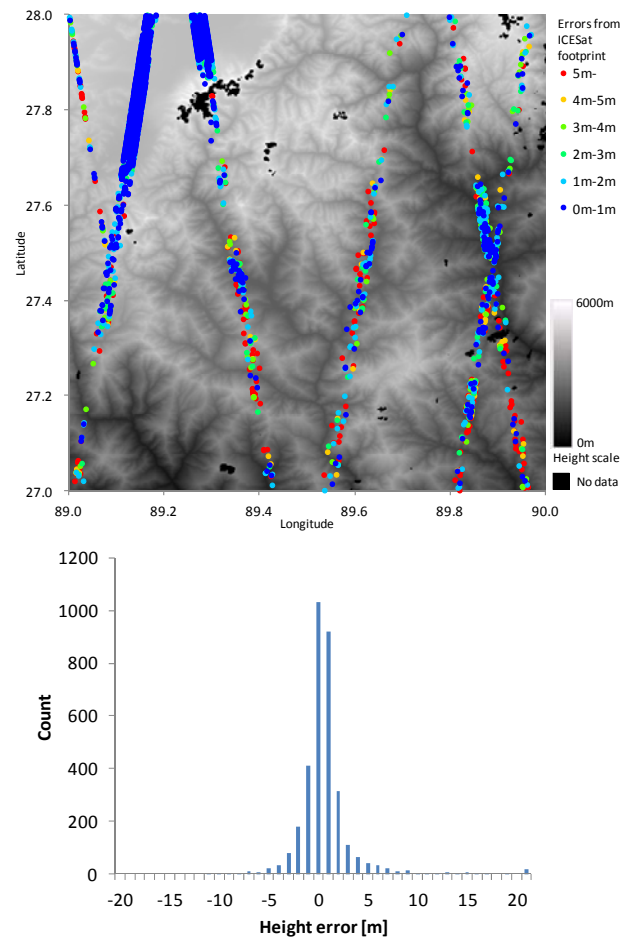 28.0
27.8
27.6
27.4
27.2
27.0
Latitude
89.0 89.2 89.4 89.6 89.8 90.0
Longitude
Errors from
ICESat
footprint
5m-
4m-5m
3m-4m
2m-3m
1m-2m
0m-1m
6000m
0m
Height scale
No data
1200
1000
800
600
400
200
0
Count
-20 -15 -10 -5 0 5 10 15 20
Height error [m]